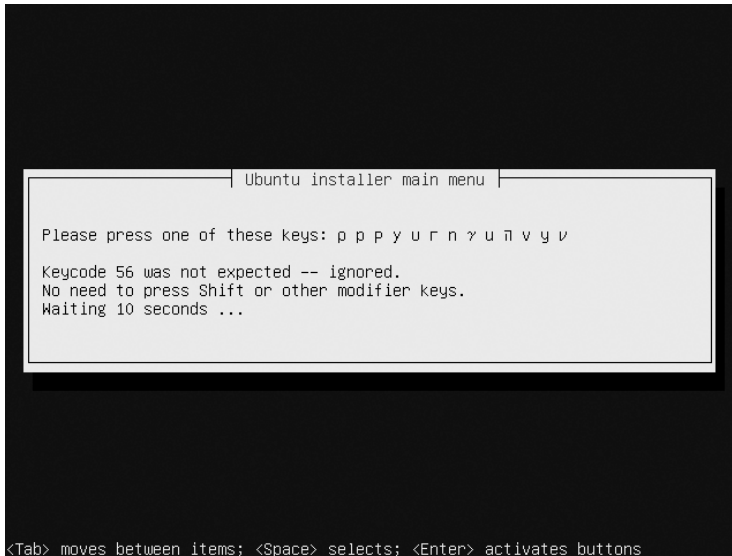 Ubuntu installer main menu
Please press one of these keys: ρ p р y u г n γ u π v у ν
Keycode 56 was not expected -- ignored.
No need to press Shift or other modifier keys.
Waiting 10 seconds ...
<Tab> moves between items; <Space> selects; <Enter> activates buttons